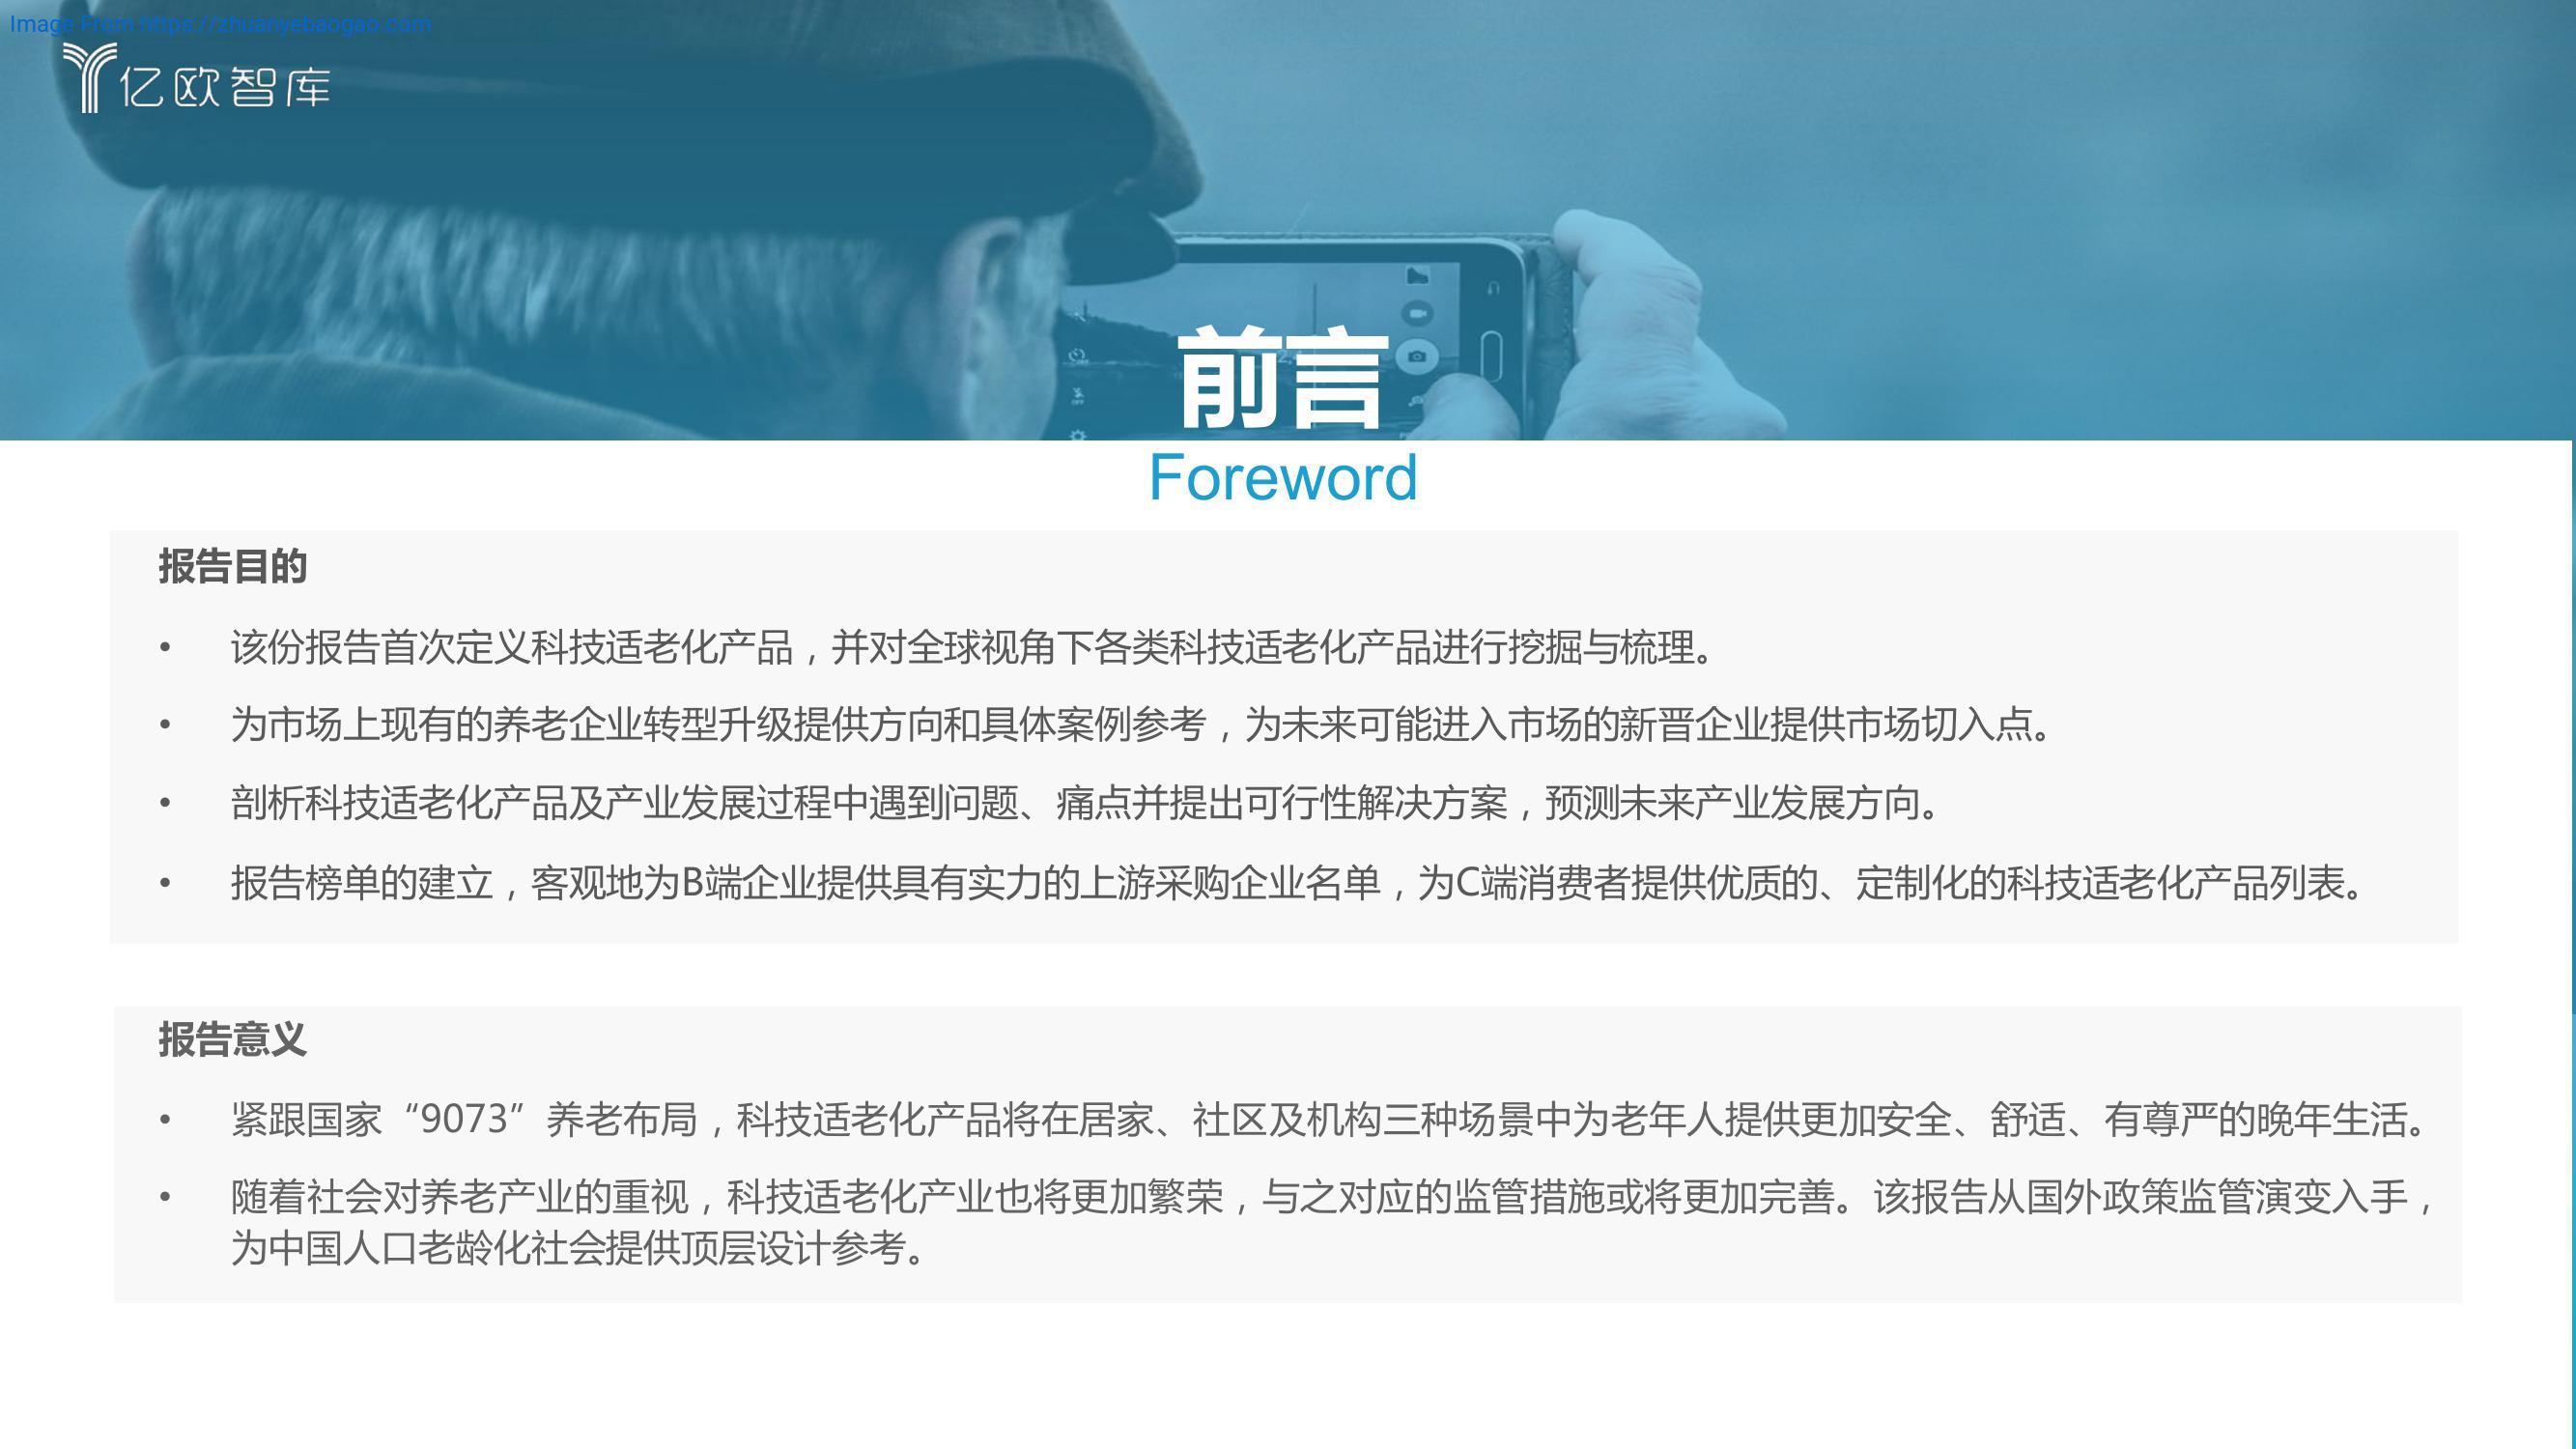 Image From https://zhuanyebaogao.com
亿欧智库
前言
Foreword
报告目的
• 该份报告首次定义科技适老化产品，并对全球视角下各类科技适老化产品进行挖掘与梳理。
• 为市场上现有的养老企业转型升级提供方向和具体案例参考，为未来可能进入市场的新晋企业提供市场切入点。
• 剖析科技适老化产品及产业发展过程中遇到问题、痛点并提出可行性解决方案，预测未来产业发展方向。
• 报告榜单的建立，客观地为B端企业提供具有实力的上游采购企业名单，为C端消费者提供优质的、定制化的科技适老化产品列表。
报告意义
• 紧跟国家“9073”养老布局，科技适老化产品将在居家、社区及机构三种场景中为老年人提供更加安全、舒适、有尊严的晚年生活。
• 随着社会对养老产业的重视，科技适老化产业也将更加繁荣，与之对应的监管措施或将更加完善。该报告从国外政策监管演变入手，
为中国人口老龄化社会提供顶层设计参考。